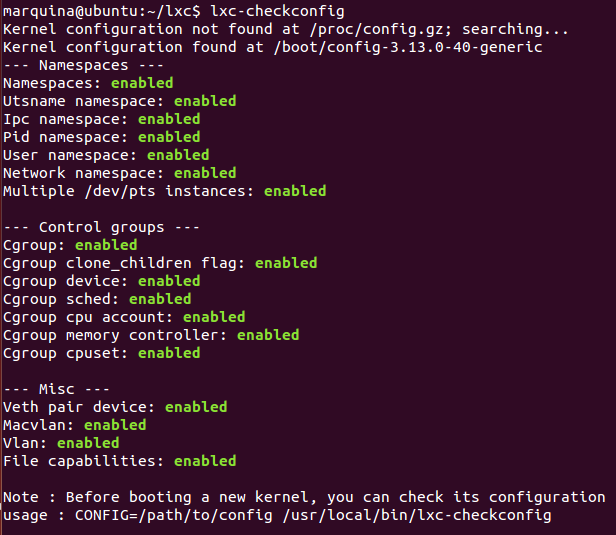 marquina@ubuntu:~/lxc$ lxc-checkconfig
Kernel configuration not found at /proc/config.gz; searching...
Kernel configuration found at /boot/config-3.13.0-40-generic
--- Namespaces ---
Namespaces: enabled
Utsname namespace: enabled
Ipc namespace: enabled
Pid namespace: enabled
User namespace: enabled
Network namespace: enabled
Multiple /dev/pts instances: enabled

--- Control groups ---
Cgroup: enabled
Cgroup clone_children flag: enabled
Cgroup device: enabled
Cgroup sched: enabled
Cgroup cpu account: enabled
Cgroup memory controller: enabled
Cgroup cpuset: enabled

--- Misc ---
Veth pair device: enabled
Macvlan: enabled
Vlan: enabled
File capabilities: enabled

Note : Before booting a new kernel, you can check its configuration
usage : CONFIG=/path/to/config /usr/local/bin/lxc-checkconfig